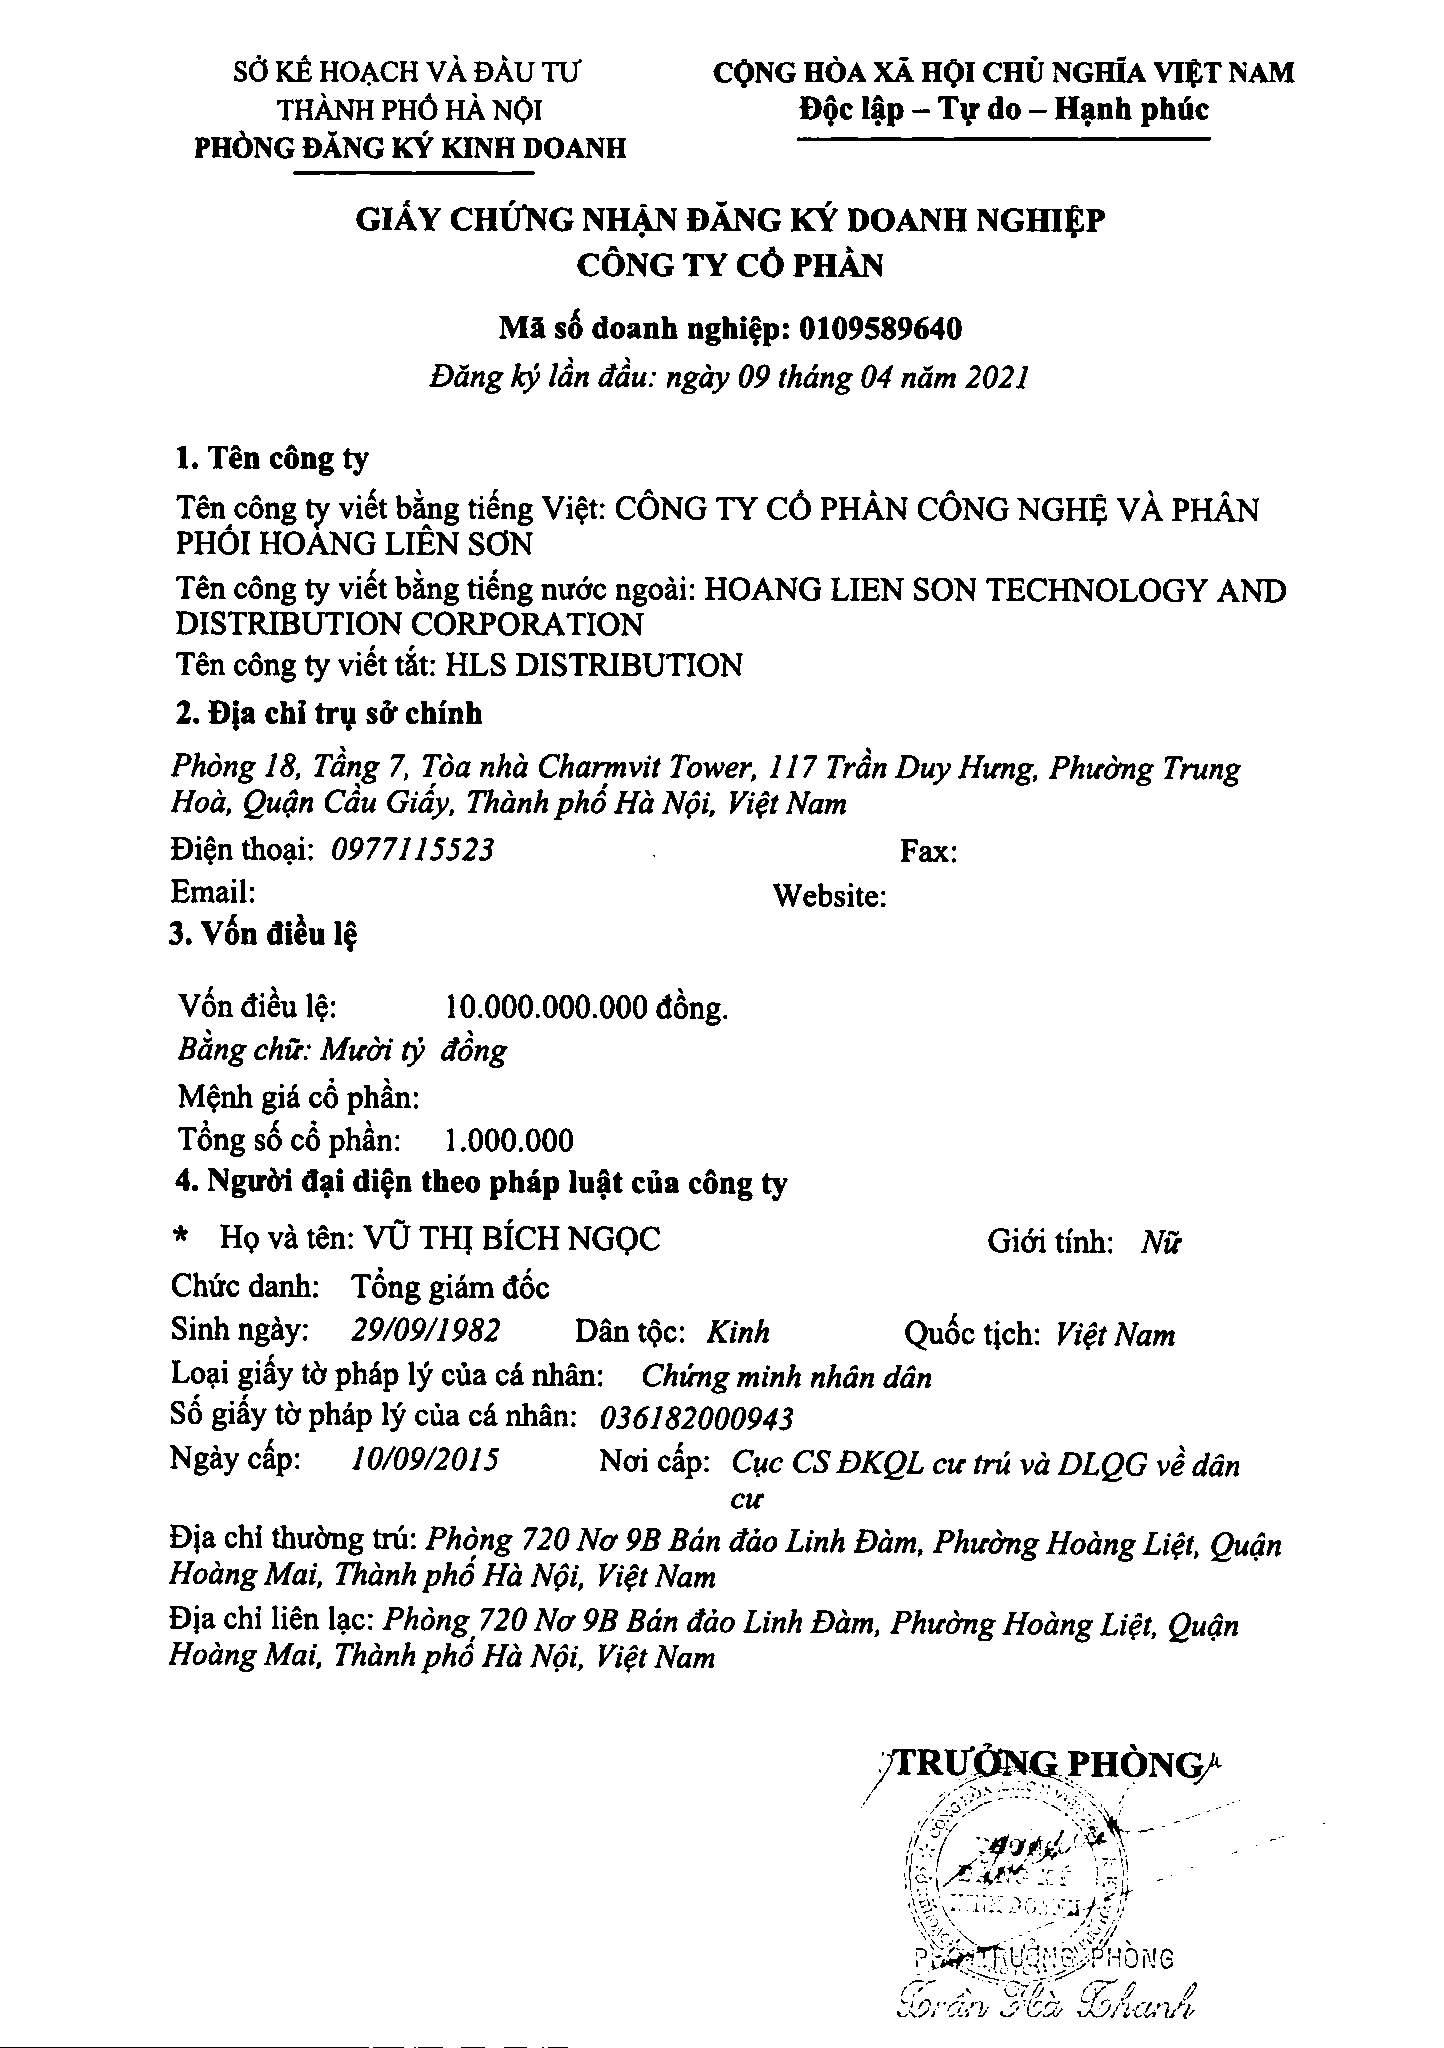 SỞ KẾ HOẠCH VÀ ĐẦU TƯ
THÀNH PHỐ HÀ NỘI
PHÒNG ĐĂNG KÝ KINH DOANH
CỘNG HÒA XÃ HỘI CHỦ NGHĨA VIỆT NAM
Độc lập – Tự do – Hạnh phúc
GIẤY CHỨNG NHẬN ĐĂNG KÝ DOANH NGHIỆP
CÔNG TY CỔ PHẦN
Mã số doanh nghiệp: 0109589640
Đăng ký lần đầu: ngày 09 tháng 04 năm 2021
1. Tên công ty
Tên công ty viết bằng tiếng Việt: CÔNG TY CỔ PHẦN CÔNG NGHỆ VÀ PHÂN
PHỐI HOÀNG LIÊN SƠN
Tên công ty viết bằng tiếng nước ngoài: HOANG LIEN SON TECHNOLOGY AND
DISTRIBUTION CORPORATION
Tên công ty viết tắt: HLS DISTRIBUTION
2. Địa chỉ trụ sở chính
Phòng 18, Tầng 7, Tòa nhà Charmvit Tower, 117 Trần Duy Hưng, Phường Trung
Hoà, Quận Cầu Giấy, Thành phố Hà Nội, Việt Nam
Điện thoại: 0977115523 Fax:
Email: Website:
3. Vốn điều lệ
Vốn điều lệ: 10.000.000.000 đồng.
Bằng chữ: Mười tỷ đồng
Mệnh giá cổ phần:
Tổng số cổ phần: 1.000.000
4. Người đại diện theo pháp luật của công ty
* Họ và tên: VŨ THỊ BÍCH NGỌC Giới tính: Nữ
Chức danh: Tổng giám đốc
Sinh ngày: 29/09/1982 Dân tộc: Kinh Quốc tịch: Việt Nam
Loại giấy tờ pháp lý của cá nhân: Chứng minh nhân dân
Số giấy tờ pháp lý của cá nhân: 036182000943
Ngày cấp: 10/09/2015 Nơi cấp: Cục CS ĐKQL cư trú và DLQG về dân
cư
Địa chỉ thường trú: Phòng 720 Nơ 9B Bán đảo Linh Đàm, Phường Hoàng Liệt, Quận
Hoàng Mai, Thành phố Hà Nội, Việt Nam
Địa chỉ liên lạc: Phòng 720 Nơ 9B Bán đảo Linh Đàm, Phường Hoàng Liệt, Quận
Hoàng Mai, Thành phố Hà Nội, Việt Nam
TRƯỞNG PHÒNG
PHÒNG
ĐĂNG KÝ
KINH DOANH
PHÓ TRƯỞNG PHÒNG
Trần Hà Thanh